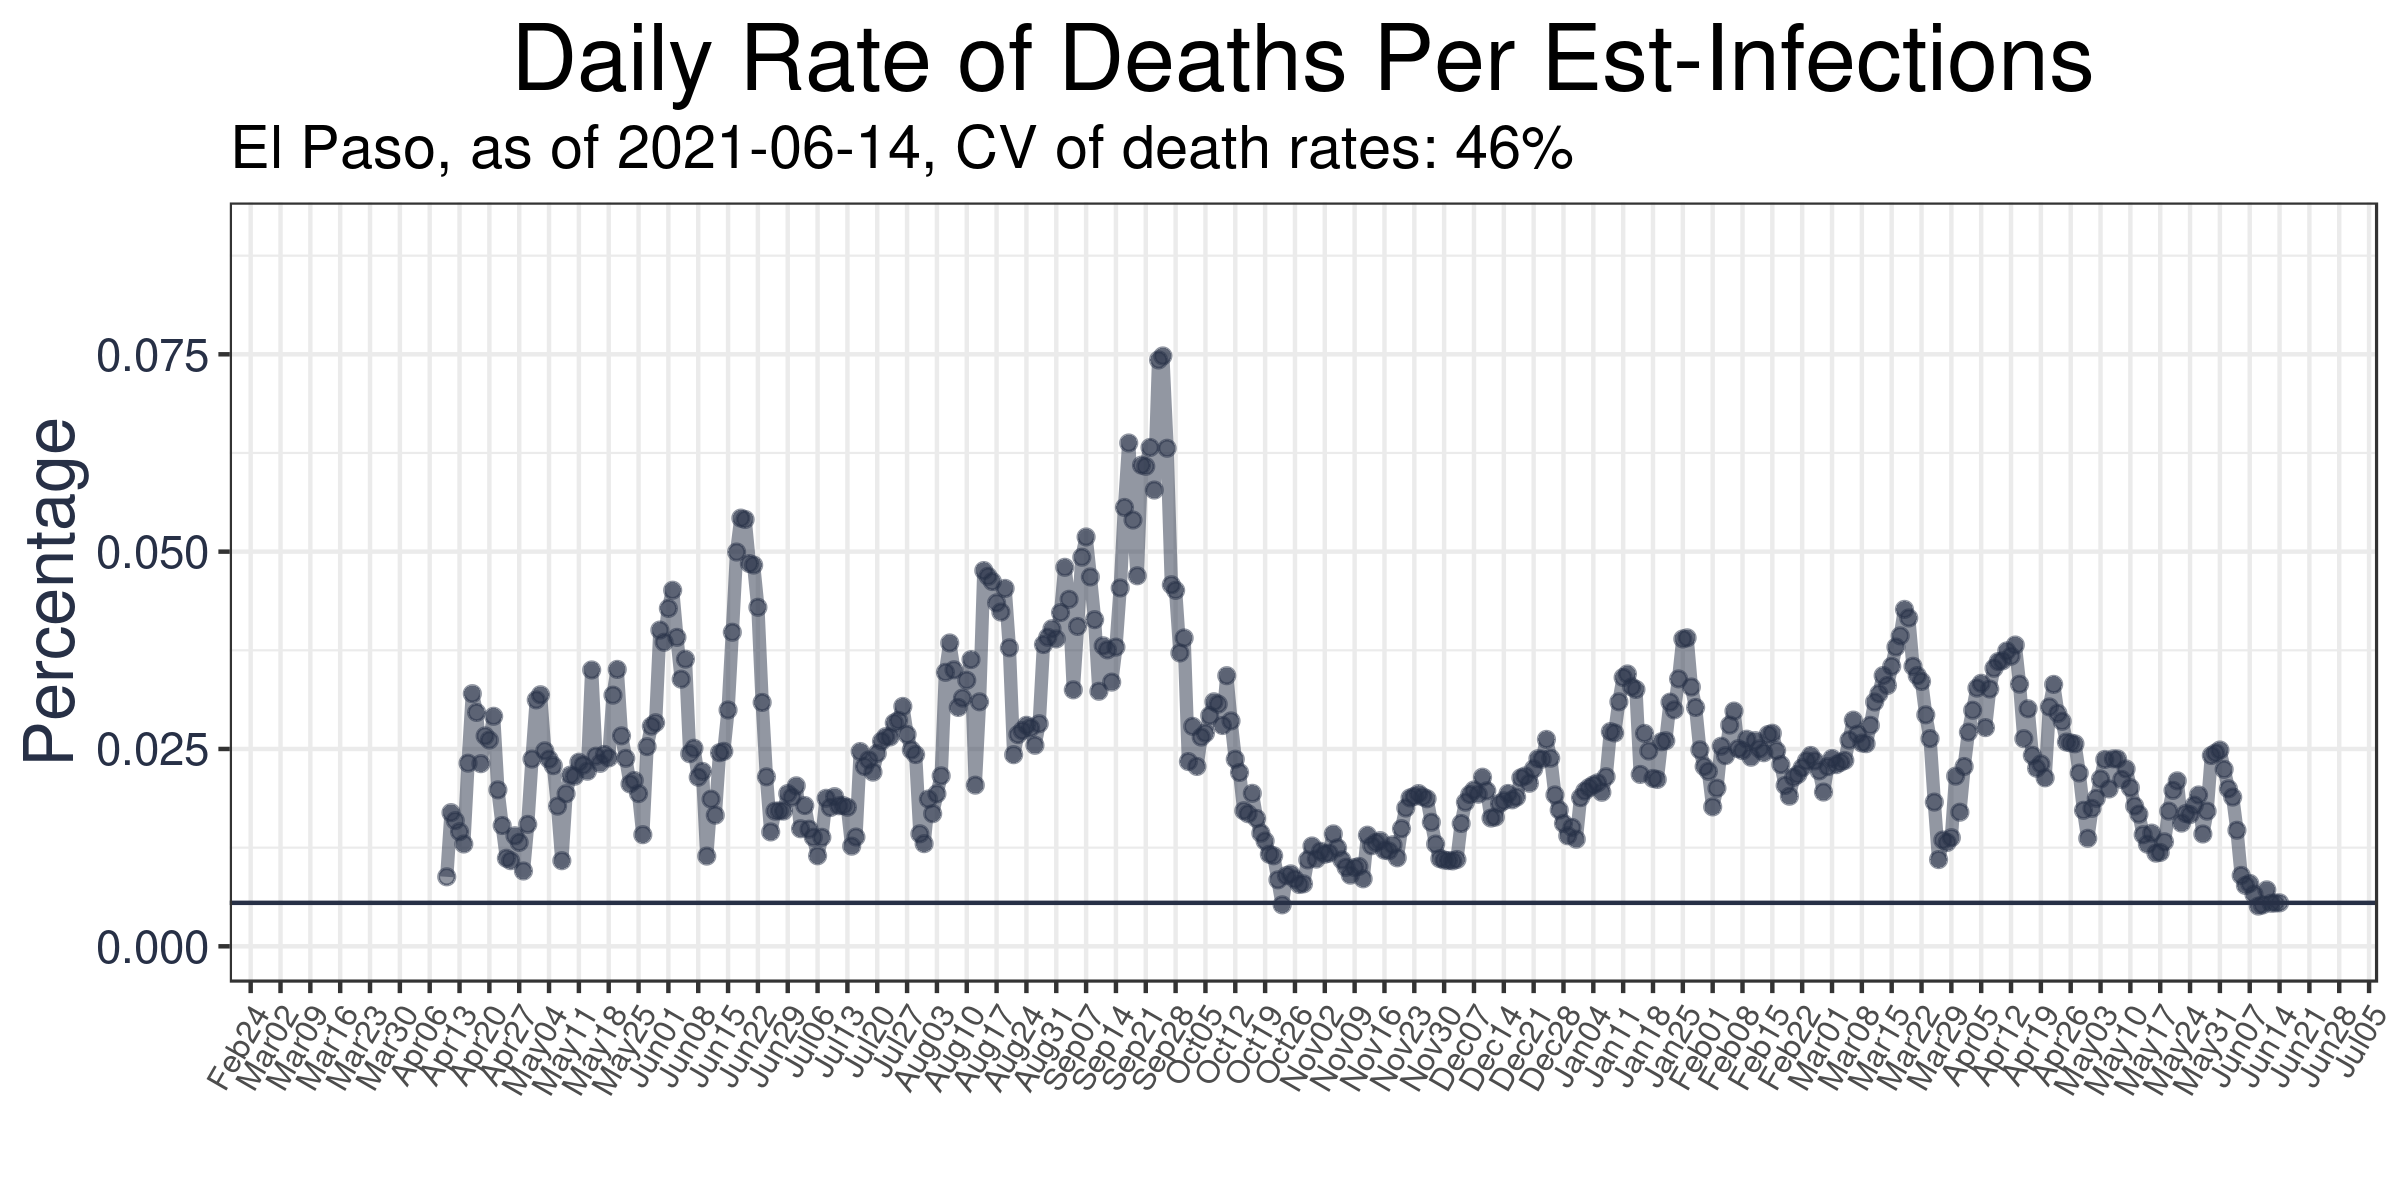 Daily Rate of Deaths Per Est-Infections
El Paso, as of 2021-06-14, CV of death rates: 46%
Percentage
0.075
0.050
0.025
0.000
Feb24
Mar02
Mar09
Mar16
Mar23
Mar30
Apr06
Apr13
Apr20
Apr27
May04
May11
May18
May25
Jun01
Jun08
Jun15
Jun22
Jun29
Jul06
Jul13
Jul20
Jul27
Aug03
Aug10
Aug17
Aug24
Aug31
Sep07
Sep14
Sep21
Sep28
Oct05
Oct12
Oct19
Oct26
Nov02
Nov09
Nov16
Nov23
Nov30
Dec07
Dec14
Dec21
Dec28
Jan04
Jan11
Jan18
Jan25
Feb01
Feb08
Feb15
Feb22
Mar01
Mar08
Mar15
Mar22
Mar29
Apr05
Apr12
Apr19
Apr26
May03
May10
May17
May24
May31
Jun07
Jun14
Jun21
Jun28
Jul05